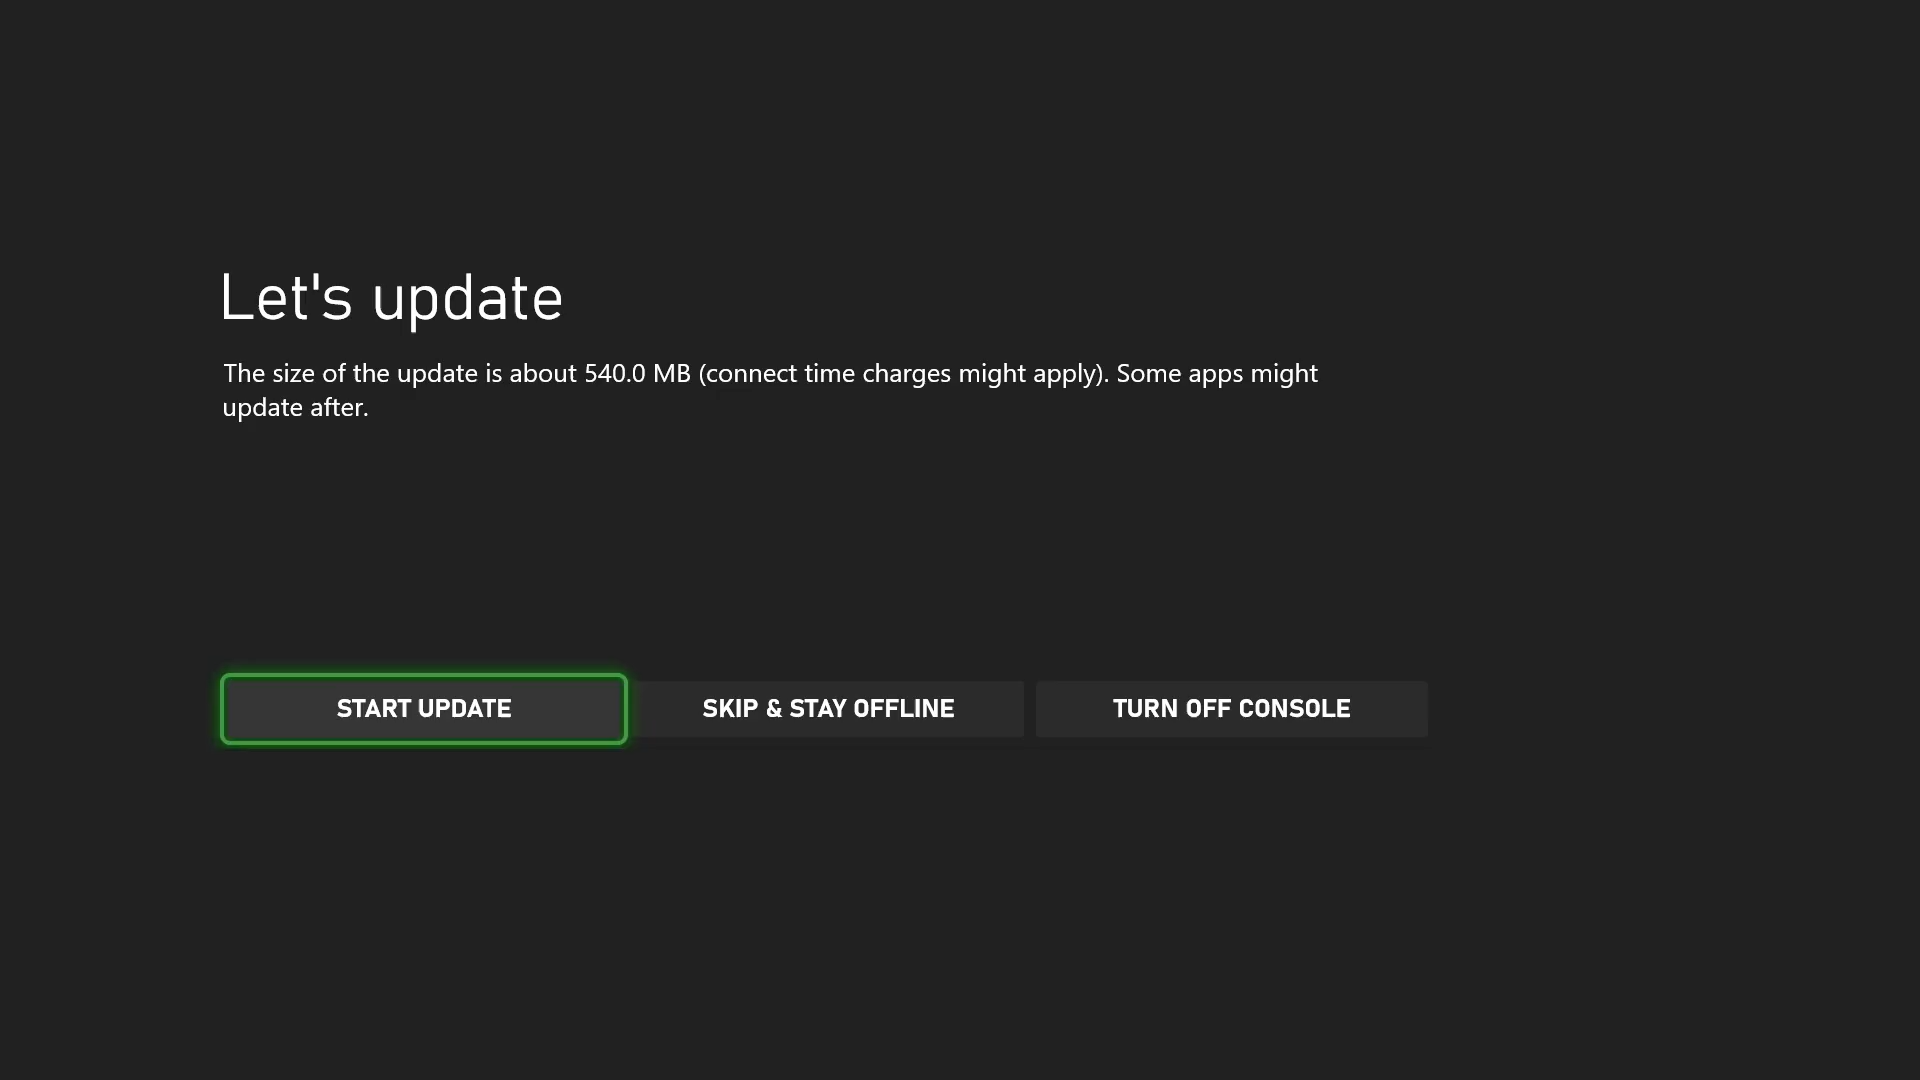 Let's update
The size of the update is about 540.0 MB (connect time charges might apply). Some apps might
update after.
START UPDATE
SKIP & STAY OFFLINE
TURN OFF CONSOLE